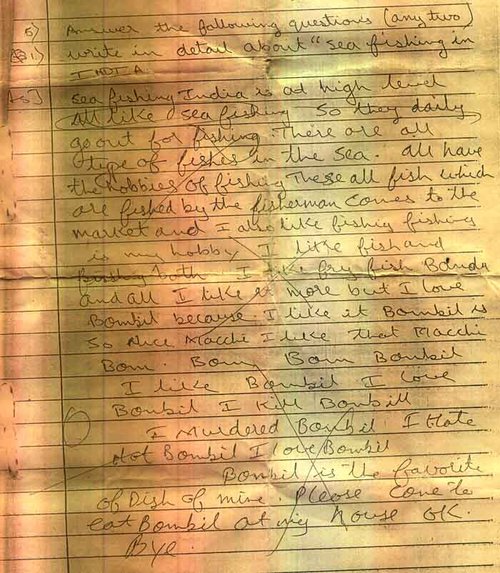 5) Answer the following questions (any two)
Q 1) write in detail about "sea fishing in
INDIA
Ans] sea fishing India is at high level
All like sea fishing So they daily
go out for fishing There are all
type of fishes in the sea. All have
the hobbies of fishing These all fish which
are fished by the fisherman comes to the
market and I also like fishing fishing
is my hobby I like fish and
fishing both I like fry fish
and all I like it more but I love
Bombil because. I like it Bombil is
So Nice Macchi I like that Macchi
Bom. Bom Bom Bombil
I like Bombil I love
Bombil I Kill Bombill
I Murdered Bombil I Hate
Not Bombil I love Bombil
Bombil is the favorite
of Dish of mine Please Come to
eat Bombil at my House OK.
Bye.